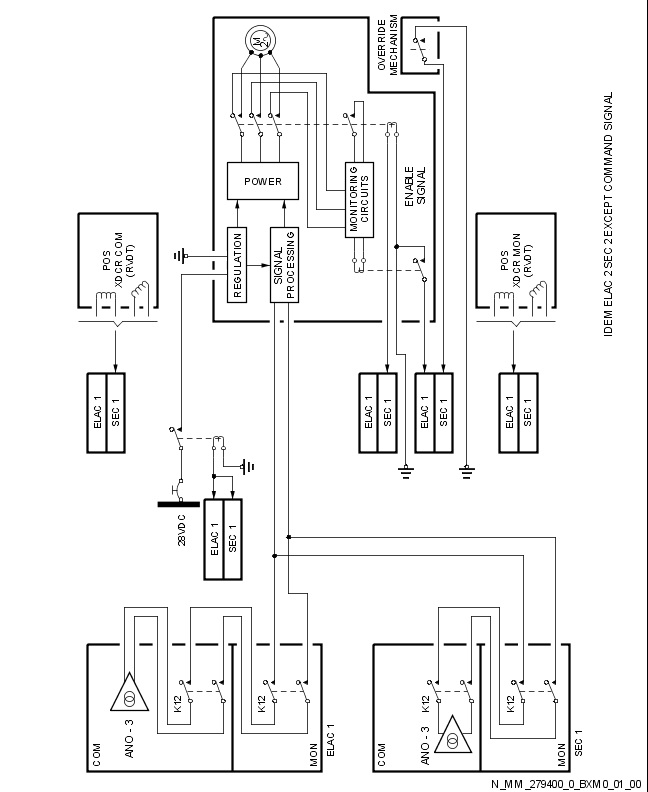 OVERRIDE
MECHANISM
M
POWER
MONITORING
CIRCUITS
ENABLE
SIGNAL
REGULATION
SIGNAL
PROCESSING
POS
XDCR COM
(RVDT)
POS
XDCR MON
(RVDT)
IDEM ELAC 2 SEC 2 EXCEPT COMMAND SIGNAL
ELAC 1
SEC 1
ELAC 1
SEC 1
ELAC 1
SEC 1
ELAC 1
SEC 1
28VDC
ELAC 1
SEC 1
K12
K12
ANO - 3
COM
MON
ELAC 1
K12
K12
ANO - 3
COM
MON
SEC 1
N_MM_279400_0_BXM0_01_00